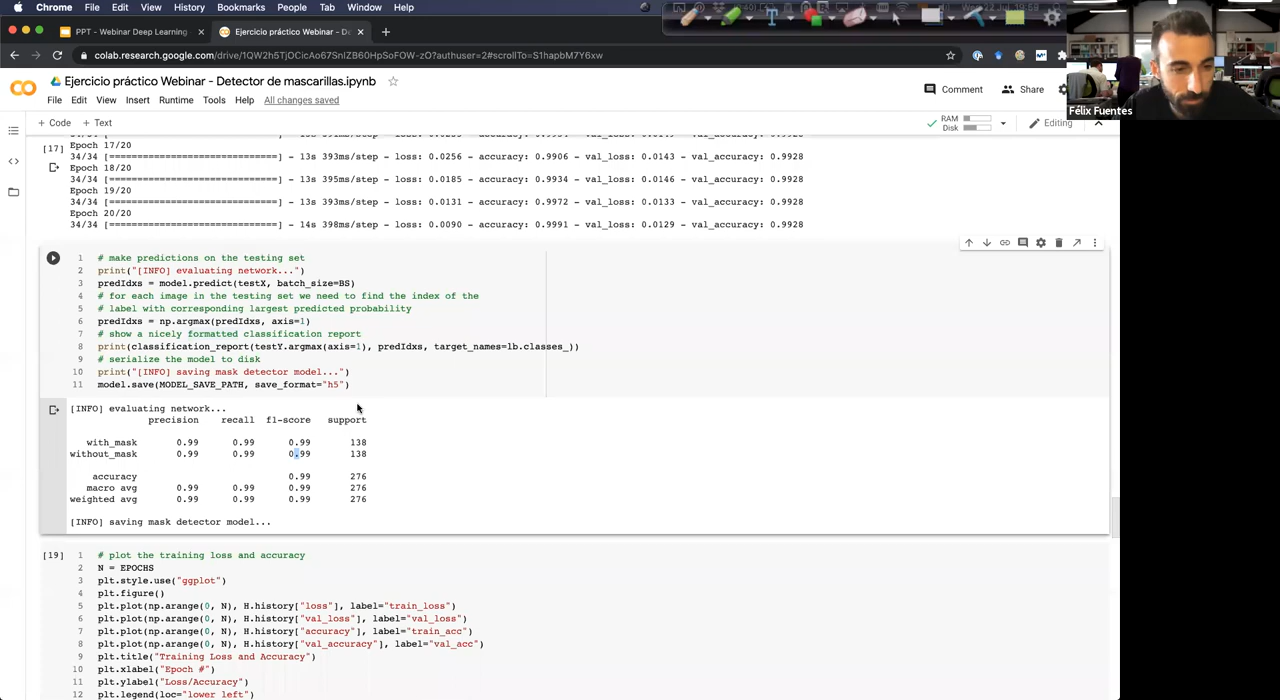 Chrome File Edit View History Bookmarks People Tab Window Help
PPT - Webinar Deep Learning
Ejercicio práctico Webinar - De
colab.research.google.com/drive/1QW2h5TjOCicAo67SnIZB60HpSoFOW-zO?authuser=2#scrollTo=S1hapbM7Y6xw
Ejercicio práctico Webinar - Detector de mascarillas.ipynb
Comment
Share
File Edit View Insert Runtime Tools Help All changes saved
Félix Fuentes
+ Code + Text
RAM
Disk
Editing
[17]
Epoch 17/20
34/34 [==============================] - 13s 393ms/step - loss: 0.0256 - accuracy: 0.9906 - val_loss: 0.0143 - val_accuracy: 0.9928
Epoch 18/20
34/34 [==============================] - 13s 395ms/step - loss: 0.0185 - accuracy: 0.9934 - val_loss: 0.0146 - val_accuracy: 0.9928
Epoch 19/20
34/34 [==============================] - 13s 393ms/step - loss: 0.0131 - accuracy: 0.9972 - val_loss: 0.0133 - val_accuracy: 0.9928
Epoch 20/20
34/34 [==============================] - 14s 398ms/step - loss: 0.0090 - accuracy: 0.9991 - val_loss: 0.0129 - val_accuracy: 0.9928
1 # make predictions on the testing set
2 print("[INFO] evaluating network...")
3 predIdxs = model.predict(testX, batch_size=BS)
4 # for each image in the testing set we need to find the index of the
5 # label with corresponding largest predicted probability
6 predIdxs = np.argmax(predIdxs, axis=1)
7 # show a nicely formatted classification report
8 print(classification_report(testY.argmax(axis=1), predIdxs, target_names=lb.classes_))
9 # serialize the model to disk
10 print("[INFO] saving mask detector model...")
11 model.save(MODEL_SAVE_PATH, save_format="h5")
[INFO] evaluating network...
precision recall f1-score support
with_mask 0.99 0.99 0.99 138
without_mask 0.99 0.99 0.99 138
accuracy 0.99 276
macro avg 0.99 0.99 0.99 276
weighted avg 0.99 0.99 0.99 276
[INFO] saving mask detector model...
[19] 1 # plot the training loss and accuracy
2 N = EPOCHS
3 plt.style.use("ggplot")
4 plt.figure()
5 plt.plot(np.arange(0, N), H.history["loss"], label="train_loss")
6 plt.plot(np.arange(0, N), H.history["val_loss"], label="val_loss")
7 plt.plot(np.arange(0, N), H.history["accuracy"], label="train_acc")
8 plt.plot(np.arange(0, N), H.history["val_accuracy"], label="val_acc")
9 plt.title("Training Loss and Accuracy")
10 plt.xlabel("Epoch #")
11 plt.ylabel("Loss/Accuracy")
12 plt.legend(loc="lower left")